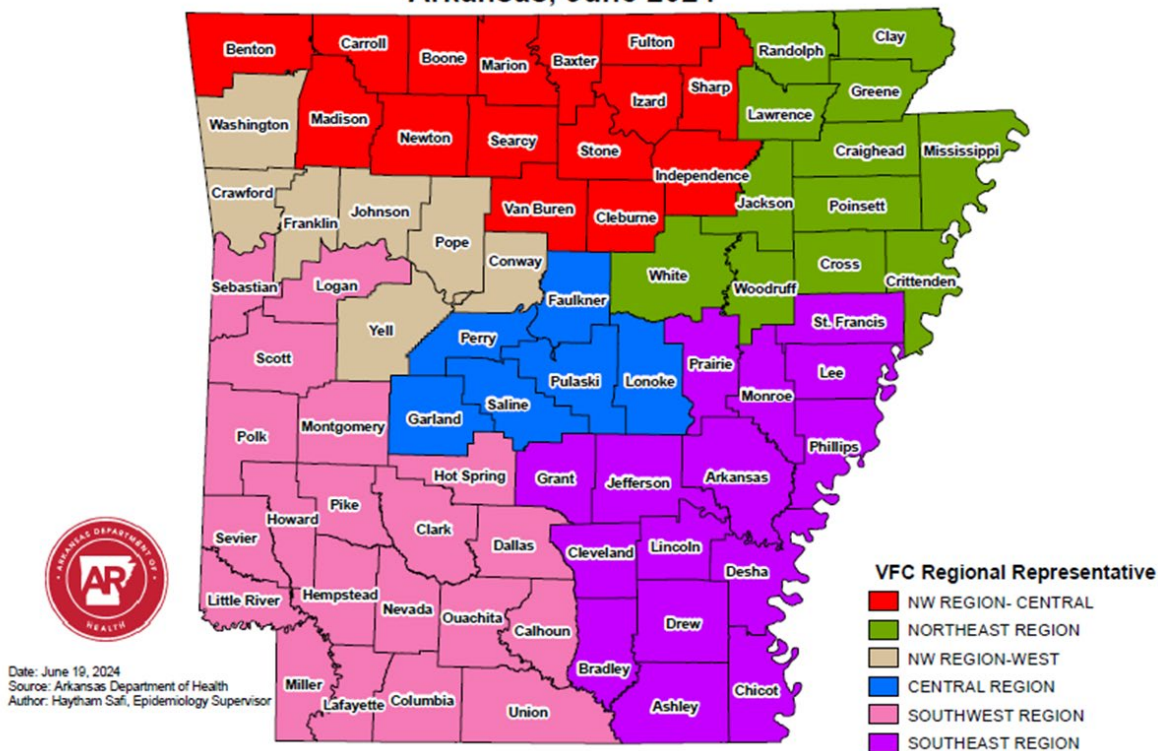 Benton
Carroll
Boone
Marion
Baxter
Fulton
Randolph
Clay
Izard
Sharp
Greene
Lawrence
Washington
Madison
Newton
Searcy
Stone
Independence
Craighead
Mississippi
Crawford
Franklin
Johnson
Pope
Van Buren
Cleburne
Jackson
Poinsett
Conway
White
Woodruff
Cross
Crittenden
Sebastian
Logan
Faulkner
Yell
Perry
St. Francis
Scott
Pulaski
Lonoke
Prairie
Lee
Monroe
Garland
Saline
Polk
Montgomery
Phillips
Hot Spring
Grant
Jefferson
Arkansas
Pike
Howard
Clark
Sevier
Dallas
Cleveland
Lincoln
Desha
Little River
Hempstead
Nevada
Ouachita
Calhoun
Drew
Bradley
Miller
Lafayette
Columbia
Union
Ashley
Chicot
ARKANSAS DEPARTMENT OF
AR
HEALTH
Date: June 19, 2024
Source: Arkansas Department of Health
Author: Haytham Safi, Epidemiology Supervisor
VFC Regional Representative
NW REGION- CENTRAL
NORTHEAST REGION
NW REGION-WEST
CENTRAL REGION
SOUTHWEST REGION
SOUTHEAST REGION